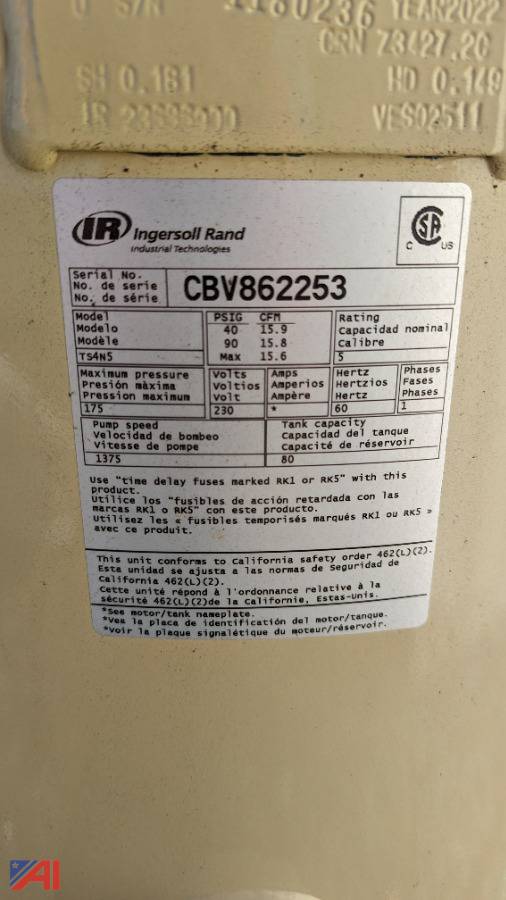 U S/N 1180236 YEAR2022
CRN 73427.2C
SH 0.161 HD 0.149
IR VES02511
IR Ingersoll Rand
Industrial Technologies
C US
Serial No.
No. de serie
No. de série
CBV862253
Model
Modelo
Modèle
TS4N5
PSIG CFM
40 15.9
90 15.8
Max 15.6
Rating
Capacidad nominal
Calibre
5
Maximum pressure
Presión màxima
Pression maximum
175
Volts
Voltios
Volt
230
Amps
Amperios
Ampère
*
Hertz
Hertzios
Hertz
60
Phases
Fases
Phases
1
Pump speed
Velocidad de bombeo
Vitesse de pompe
1375
Tank capacity
Capacidad del tanque
Capacité de réservoir
80
Use "time delay fuses marked RK1 or RK5" with this
product.
Utilice los "fusibles de acción retardada con las
marcas RK1 o RK5" con este producto.
Utilisez les « fusibles temporisés marqués RK1 ou RK5 »
avec ce produit.
This unit conforms to California safety order 462(L)(2).
Esta unidad se ajusta a las normas de Seguridad de
California 462(L)(2).
Cette unité répond à l'ordonnance relative à la
sécurité 462(L)(2)de la Californie, Estas-Unis.
*See motor/tank nameplate.
*Vea la placa de identificación del motor/tanque.
*Voir la plaque signalétique du moteur/réservoir.
AI